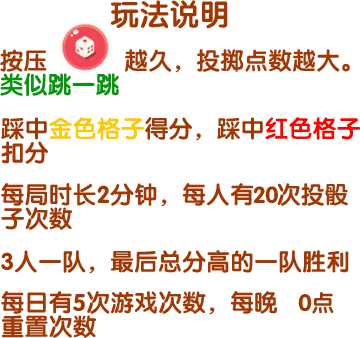 玩法说明
按压 越久，投掷点数越大。
类似跳一跳
踩中金色格子得分，踩中红色格子
扣分
每局时长2分钟，每人有20次投骰
子次数
3人一队，最后总分高的一队胜利
每日有5次游戏次数，每晚 0点
重置次数